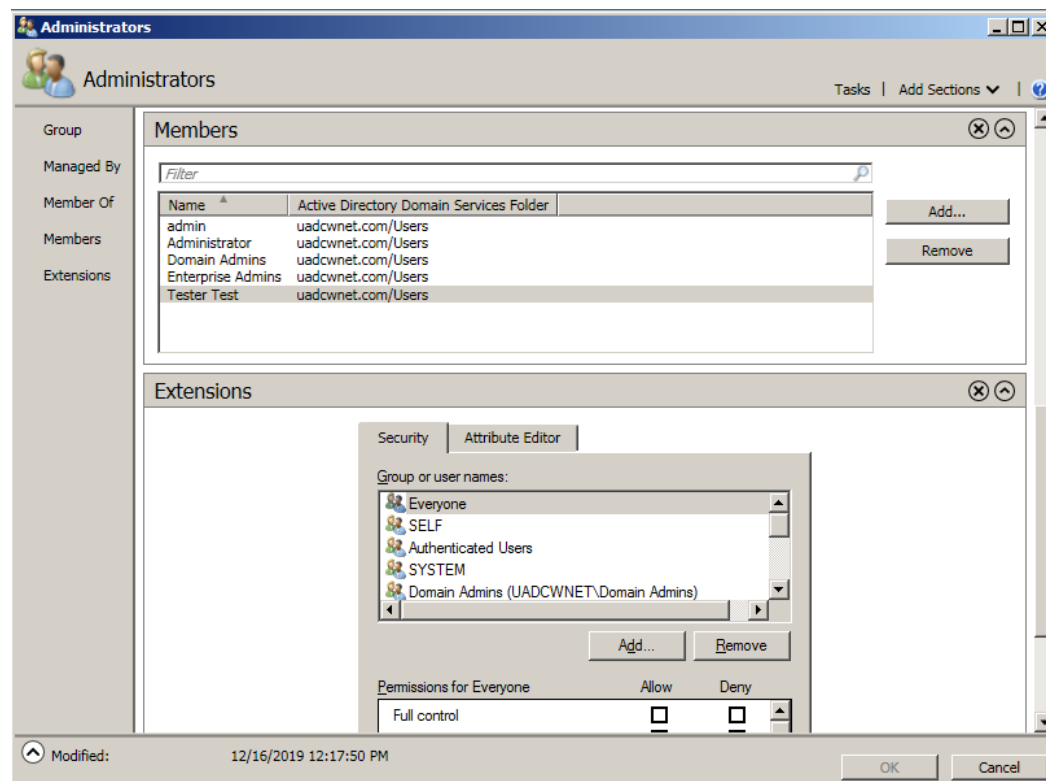 Administrators
Administrators
Tasks | Add Sections |
Group
Managed By
Member Of
Members
Extensions
Members
Filter
Name Active Directory Domain Services Folder
admin uadcwnet.com/Users
Administrator uadcwnet.com/Users
Domain Admins uadcwnet.com/Users
Enterprise Admins uadcwnet.com/Users
Tester Test uadcwnet.com/Users
Add...
Remove
Extensions
Security Attribute Editor
Group or user names:
Everyone
SELF
Authenticated Users
SYSTEM
Domain Admins (UADCWNET\Domain Admins)
Add... Remove
Permissions for Everyone Allow Deny
Full control
Modified: 12/16/2019 12:17:50 PM
OK Cancel